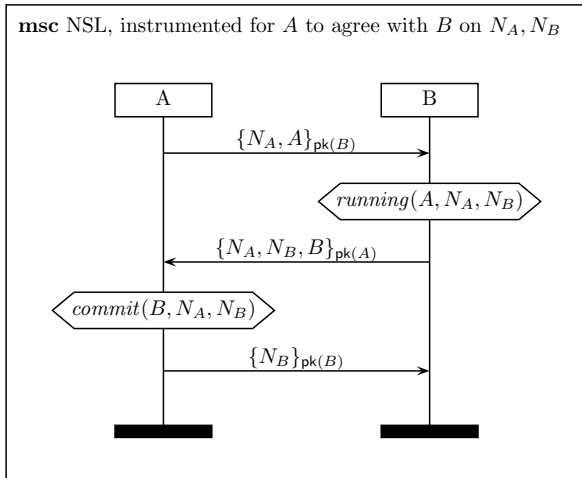 msc NSL, instrumented for A to agree with B on N_A, N_B
A
B
{N_A, A}_pk(B)
running(A, N_A, N_B)
{N_A, N_B, B}_pk(A)
commit(B, N_A, N_B)
{N_B}_pk(B)